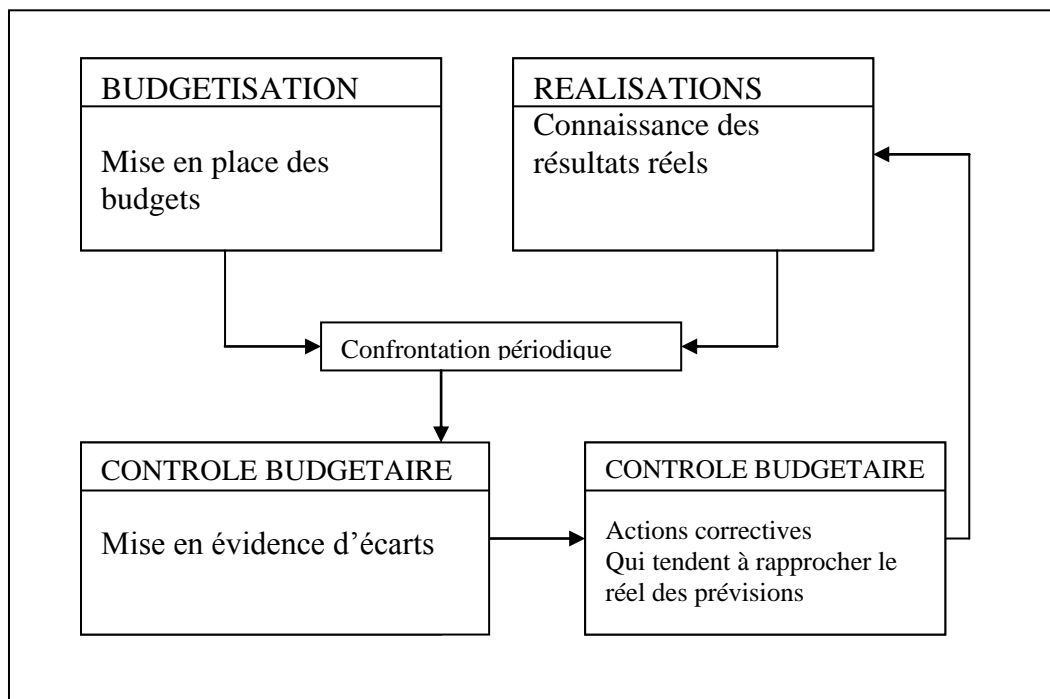 BUDGETISATION
Mise en place des
budgets
REALISATIONS
Connaissance des
résultats réels
Confrontation périodique
CONTROLE BUDGETAIRE
Mise en évidence d’écarts
CONTROLE BUDGETAIRE
Actions correctives
Qui tendent à rapprocher le
réel des prévisions